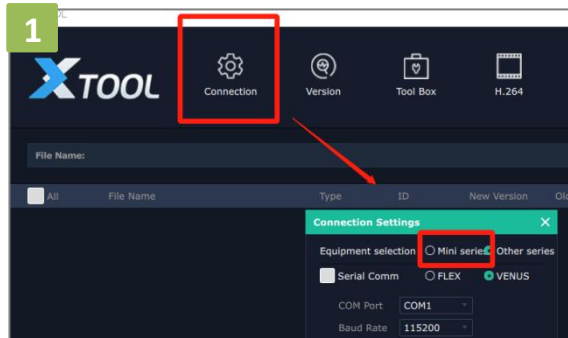 1
XTOOL
Connection
Version
Tool Box
H.264
File Name:
All File Name Type ID New Version
Connection Settings X
Equipment selection Mini series Other series
Serial Comm FLEX VENUS
COM Port COM1
Baud Rate 115200